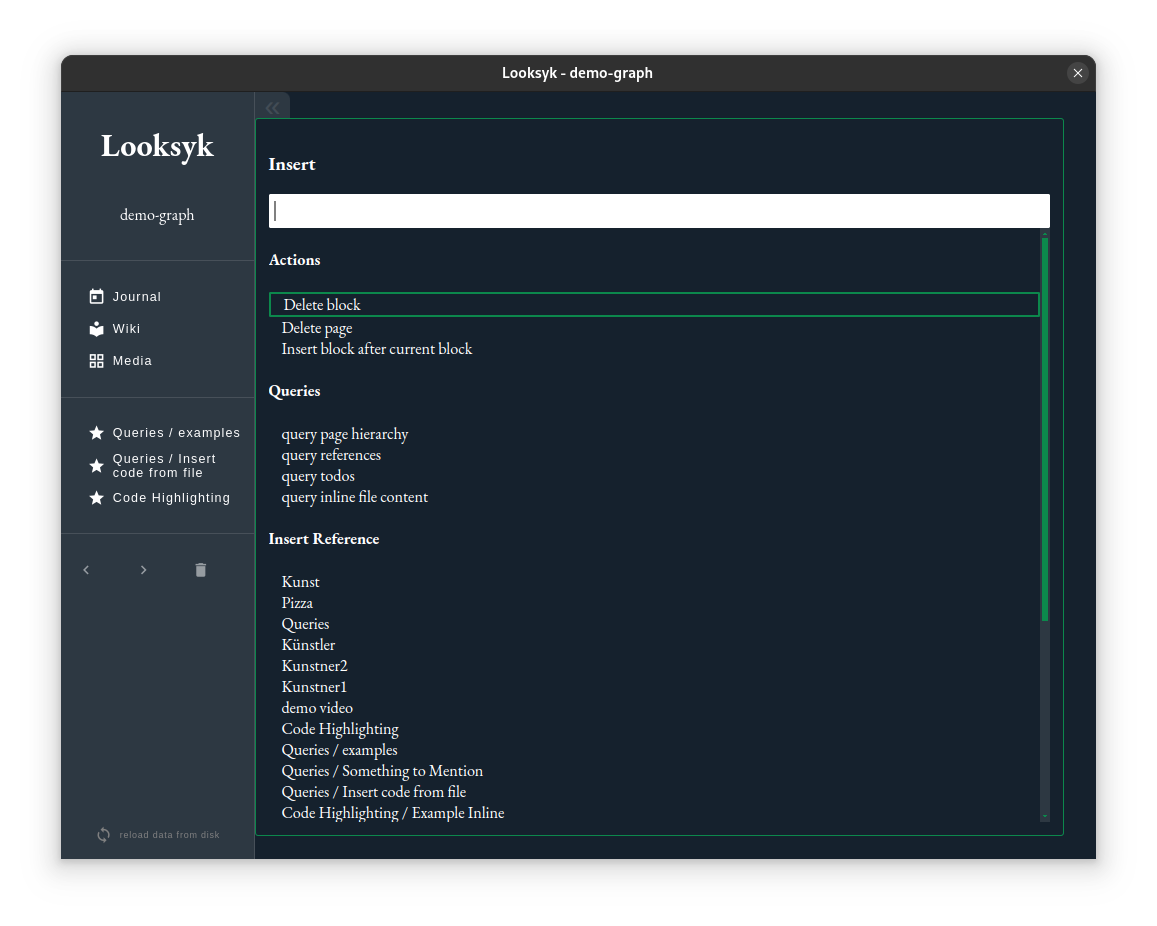 Looksyk - demo-graph
Looksyk
demo-graph
Journal
Wiki
Media
Queries / examples
Queries / Insert
code from file
Code Highlighting
reload data from disk
Insert
Actions
Delete block
Delete page
Insert block after current block
Queries
query page hierarchy
query references
query todos
query inline file content
Insert Reference
Kunst
Pizza
Queries
Künstler
Kunstner2
Kunstner1
demo video
Code Highlighting
Queries / examples
Queries / Something to Mention
Queries / Insert code from file
Code Highlighting / Example Inline